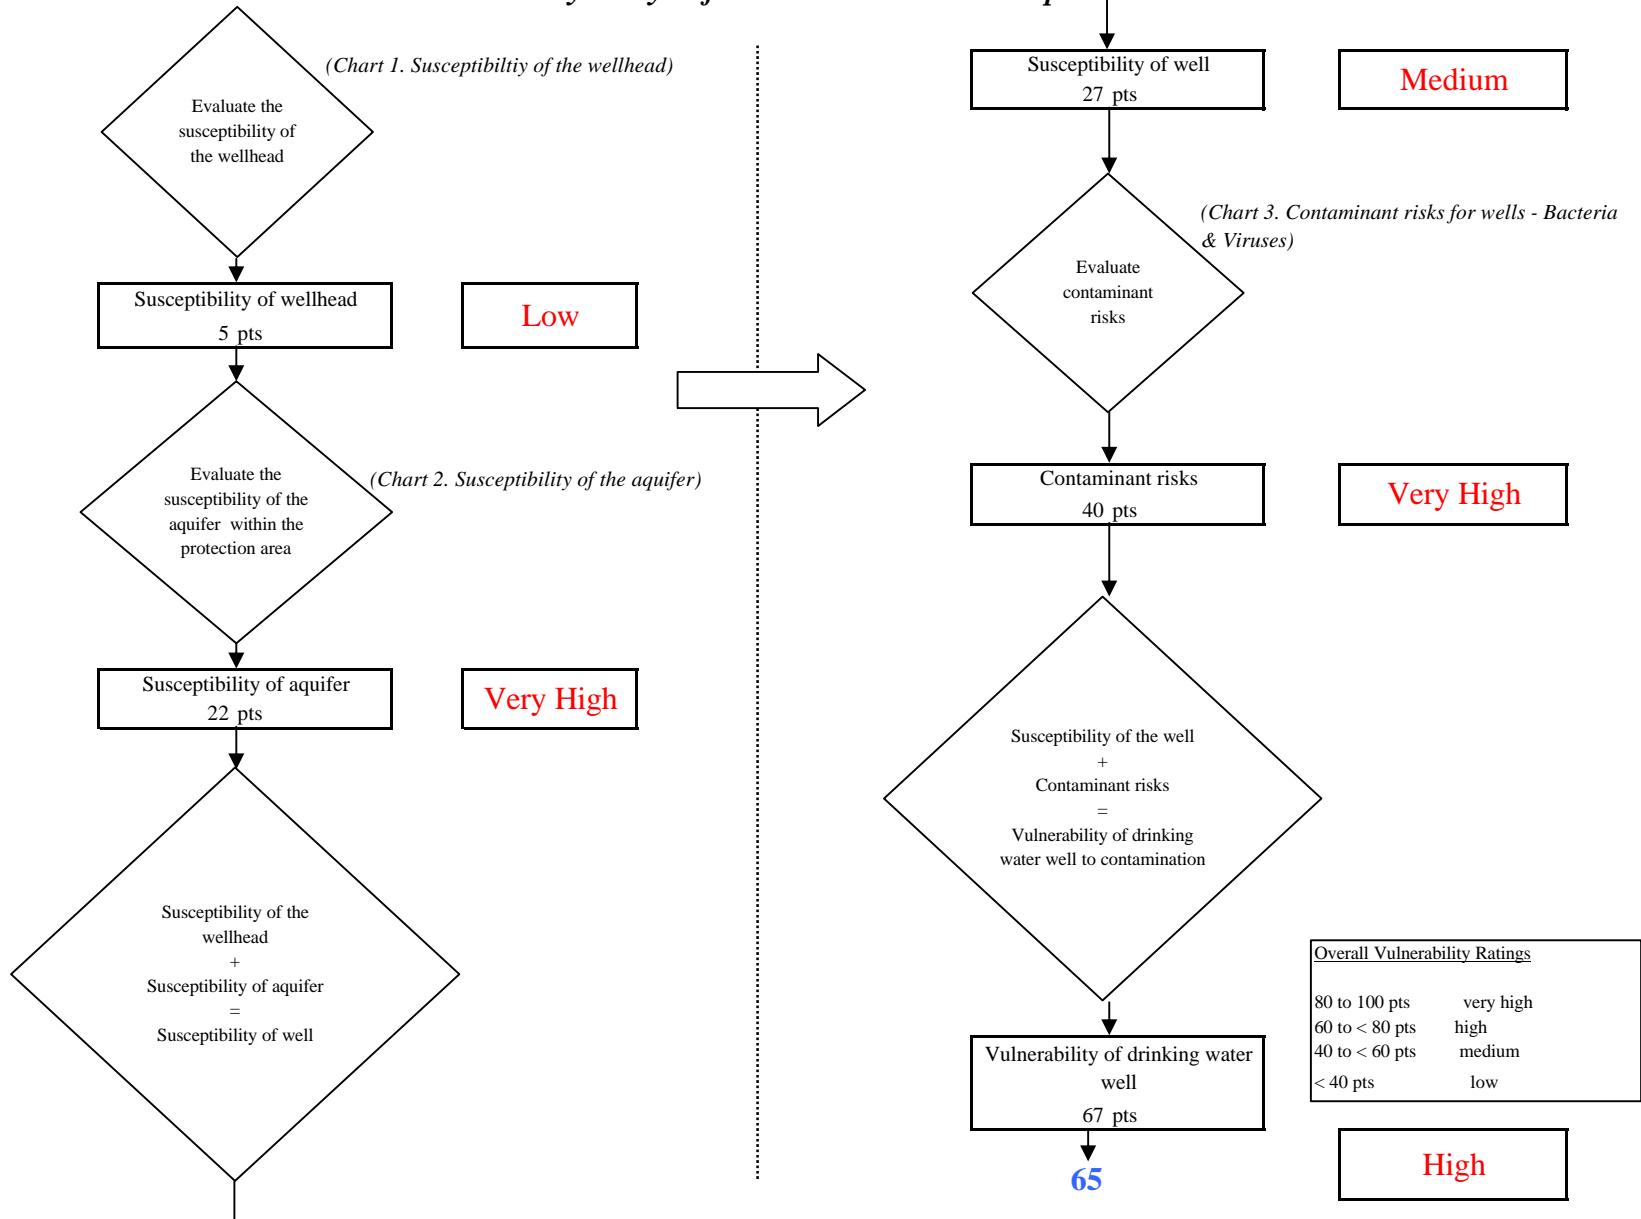 (Chart 1. Susceptibiltiy of the wellhead)
Evaluate the
susceptibility of
the wellhead
Susceptibility of wellhead
5 pts
Low
Evaluate the
susceptibility of the
aquifer within the
protection area
(Chart 2. Susceptibility of the aquifer)
Susceptibility of aquifer
22 pts
Very High
Susceptibility of the
wellhead
+
Susceptibility of aquifer
=
Susceptibility of well
Susceptibility of well
27 pts
Medium
(Chart 3. Contaminant risks for wells - Bacteria
& Viruses)
Evaluate
contaminant
risks
Contaminant risks
40 pts
Very High
Susceptibility of the well
+
Contaminant risks
=
Vulnerability of drinking
water well to contamination
Overall Vulnerability Ratings
80 to 100 pts very high
60 to < 80 pts high
40 to < 60 pts medium
< 40 pts low
Vulnerability of drinking water
well
67 pts
65
High